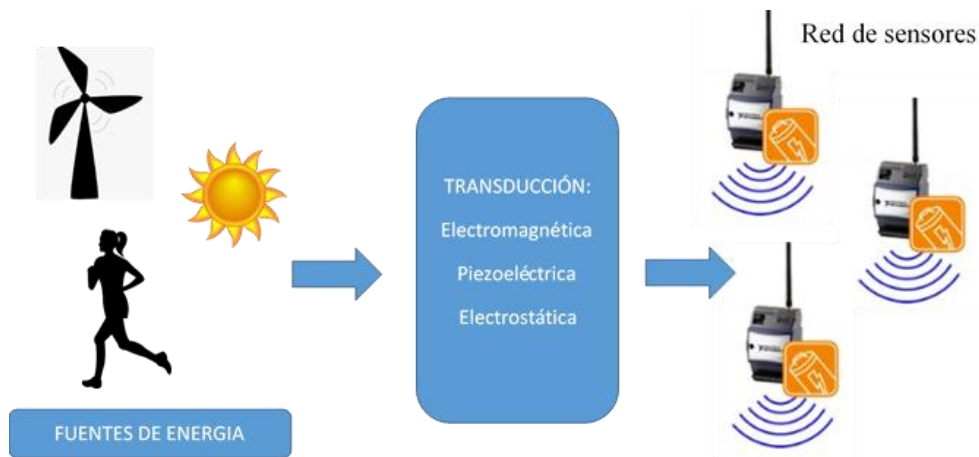 Red de sensores
TRANSDUCCIÓN:
Electromagnética
Piezoeléctrica
Electrostática
FUENTES DE ENERGIA